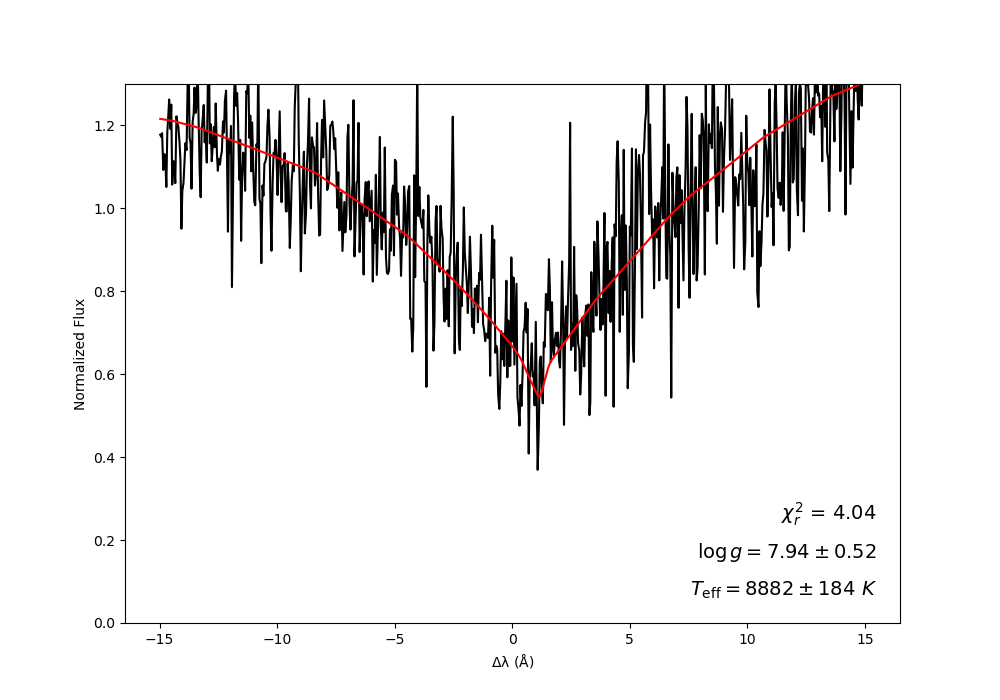 1.2
1.0
0.8
0.6
0.4
0.2
0.0
Normalized Flux
χ²ᵣ = 4.04
log g = 7.94 ± 0.52
T_eff = 8882 ± 184 K
−15 −10 −5 0 5 10 15
Δλ (Å)